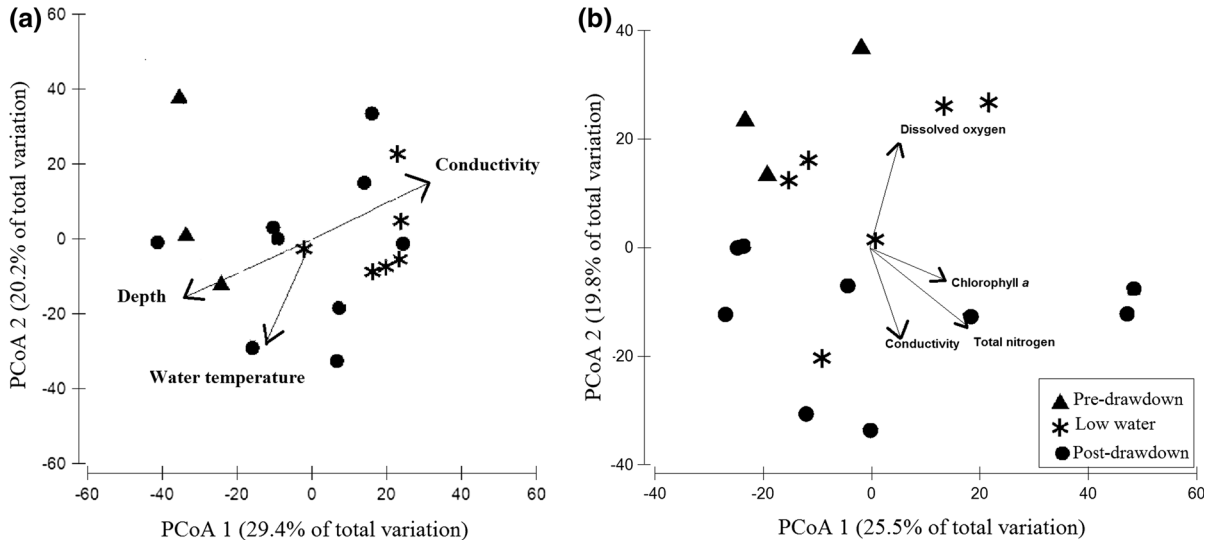 (a)
60
40
20
0
-20
-40
-60
PCoA 2 (20.2% of total variation)
Conductivity
Depth
Water temperature
-60 -40 -20 0 20 40 60
PCoA 1 (29.4% of total variation)
(b)
40
20
0
-20
-40
PCoA 2 (19.8% of total variation)
Dissolved oxygen
Chlorophyll a
Conductivity
Total nitrogen
Pre-drawdown
Low water
Post-drawdown
-40 -20 0 20 40 60
PCoA 1 (25.5% of total variation)